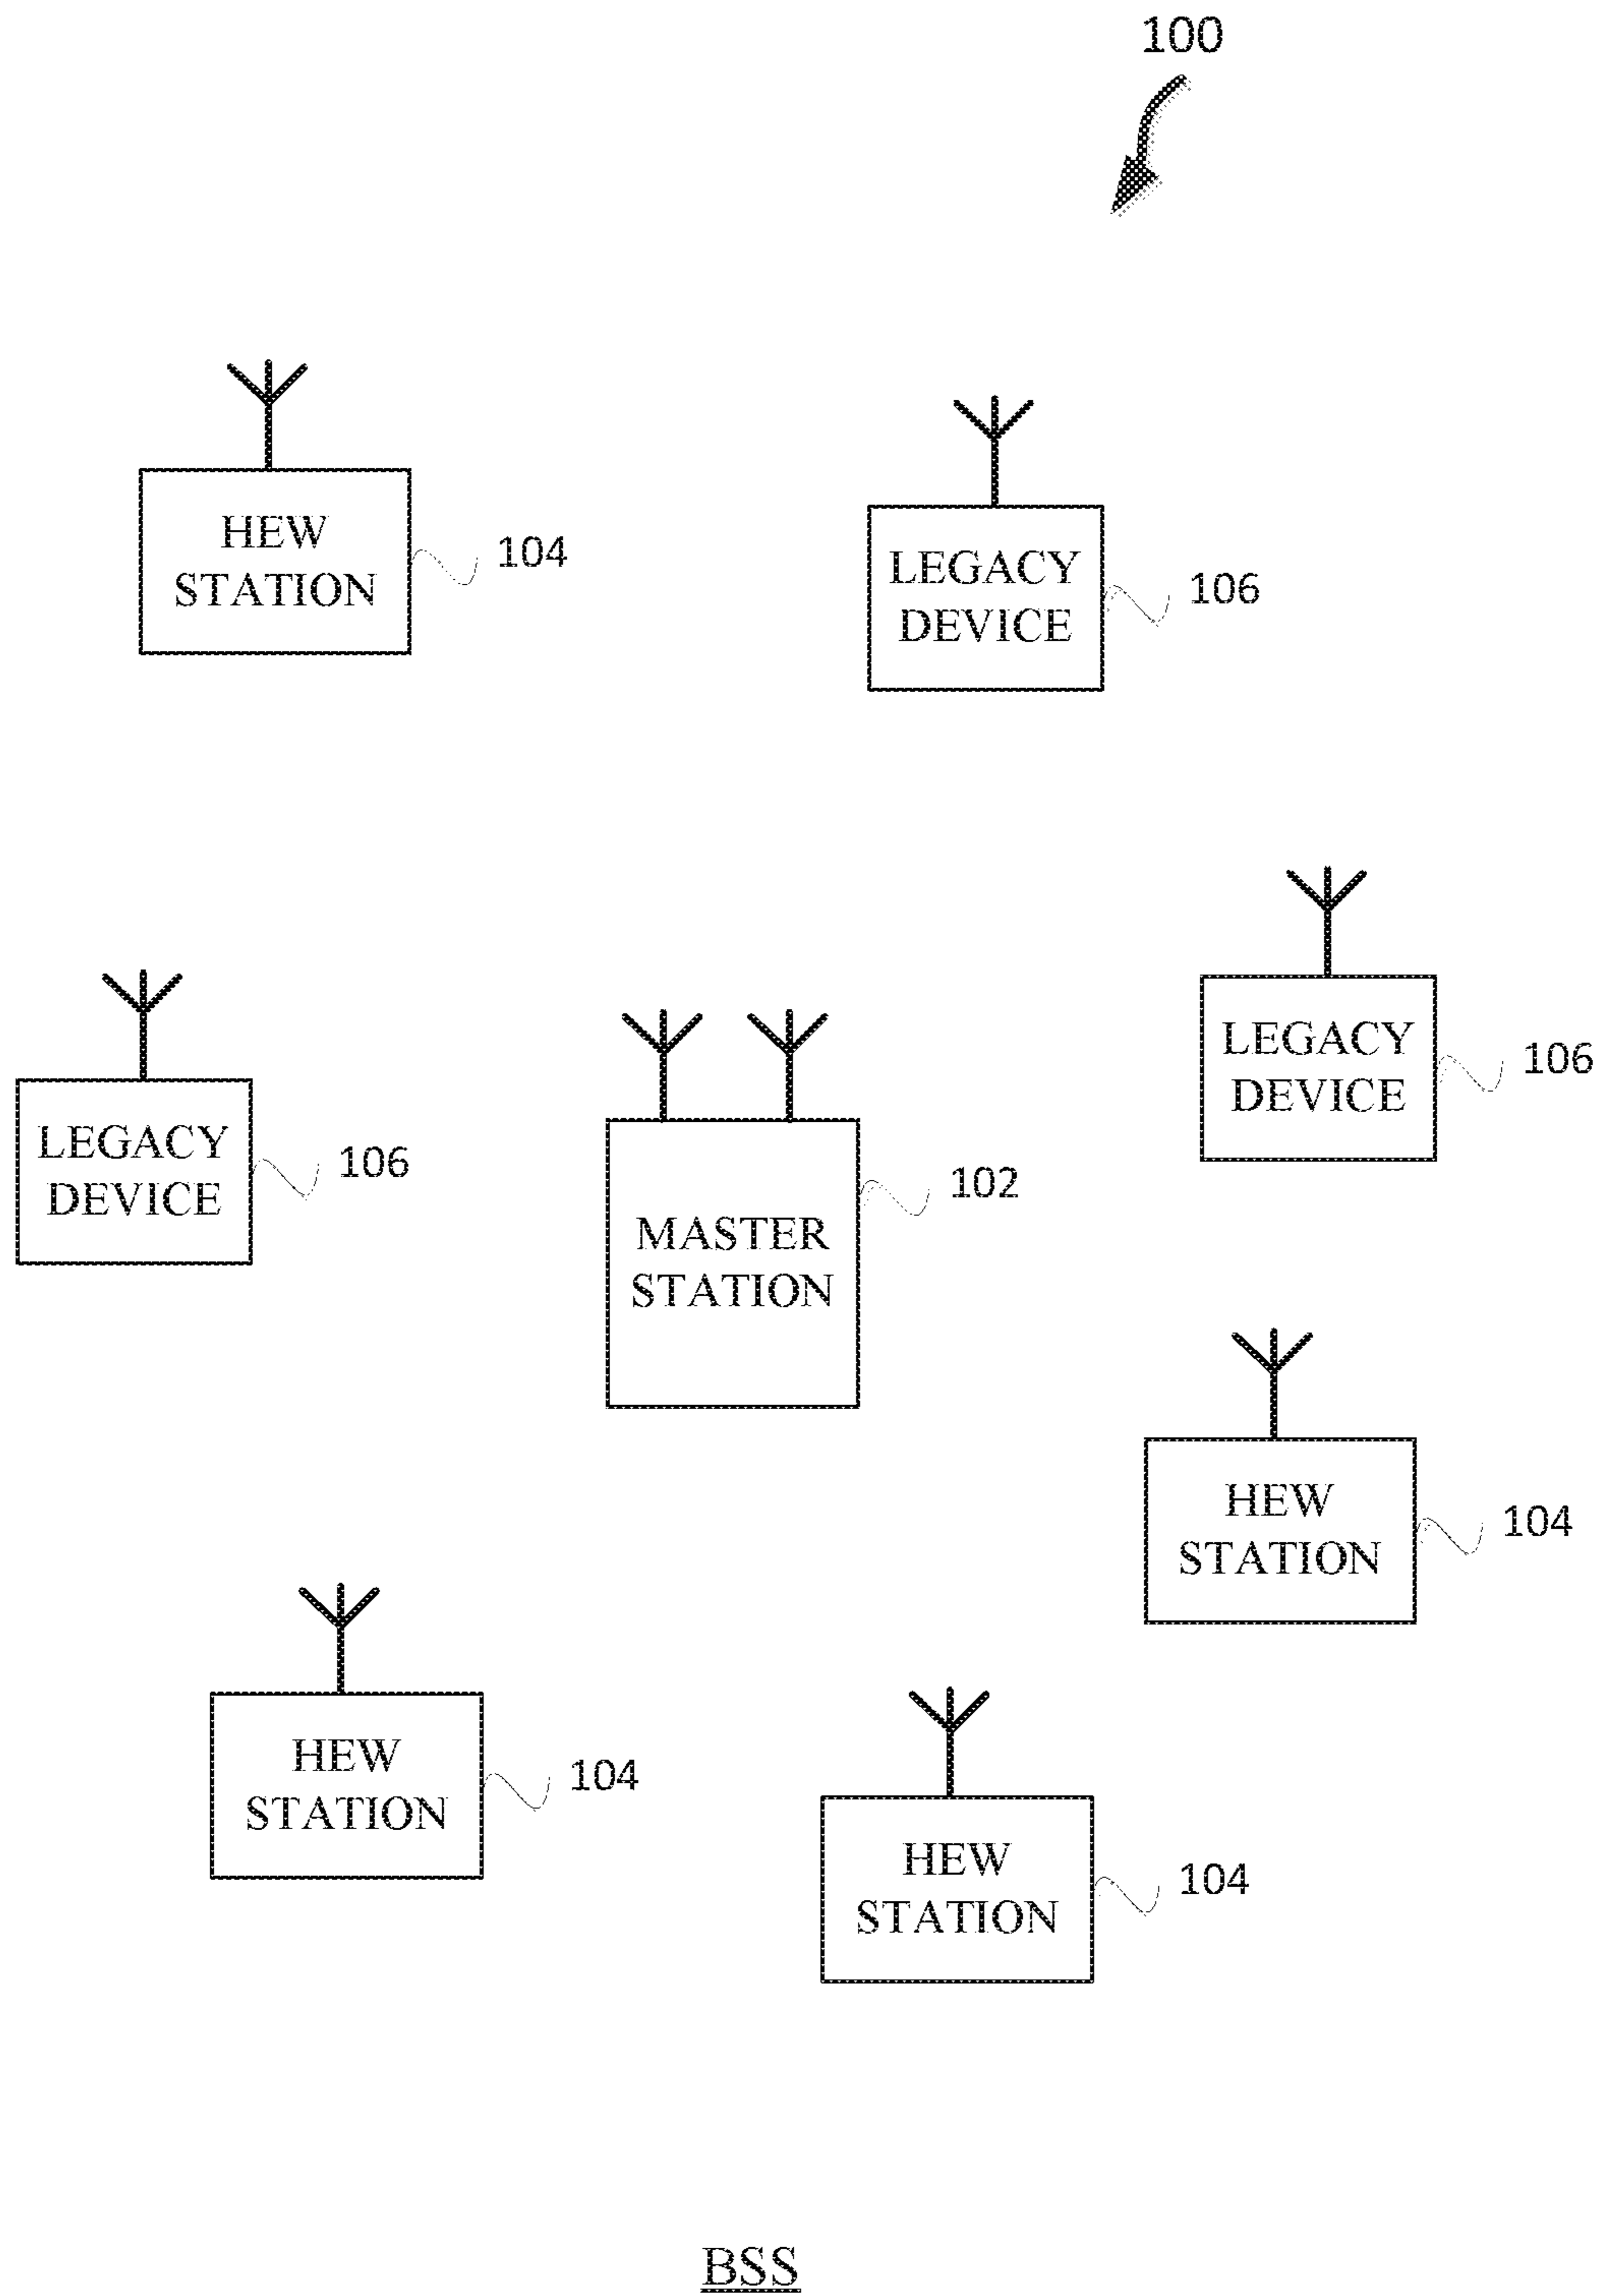 100
HEW
STATION
104
LEGACY
DEVICE
106
LEGACY
DEVICE
106
LEGACY
DEVICE
106
MASTER
STATION
102
HEW
STATION
104
HEW
STATION
104
HEW
STATION
104
BSS